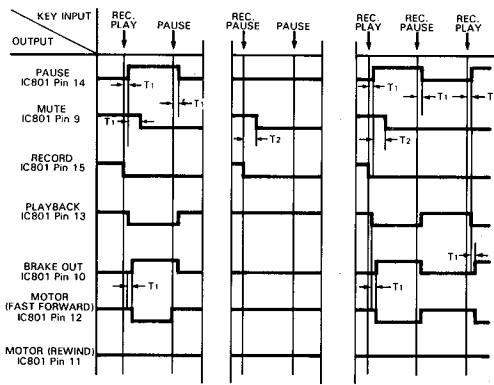 KEY INPUT
OUTPUT
REC.
PLAY
PAUSE
REC.
PAUSE
PAUSE
REC.
PLAY
REC.
PAUSE
REC.
PLAY
PAUSE
IC801 Pin 14
T1
T1
T1
T1
MUTE
IC801 Pin 9
T1
T2
T2
RECORD
IC801 Pin 15
PLAYBACK
IC801 Pin 13
T1
BRAKE OUT
IC801 Pin 10
T1
T1
MOTOR
(FAST FORWARD)
IC801 Pin 12
MOTOR (REWIND)
IC801 Pin 11